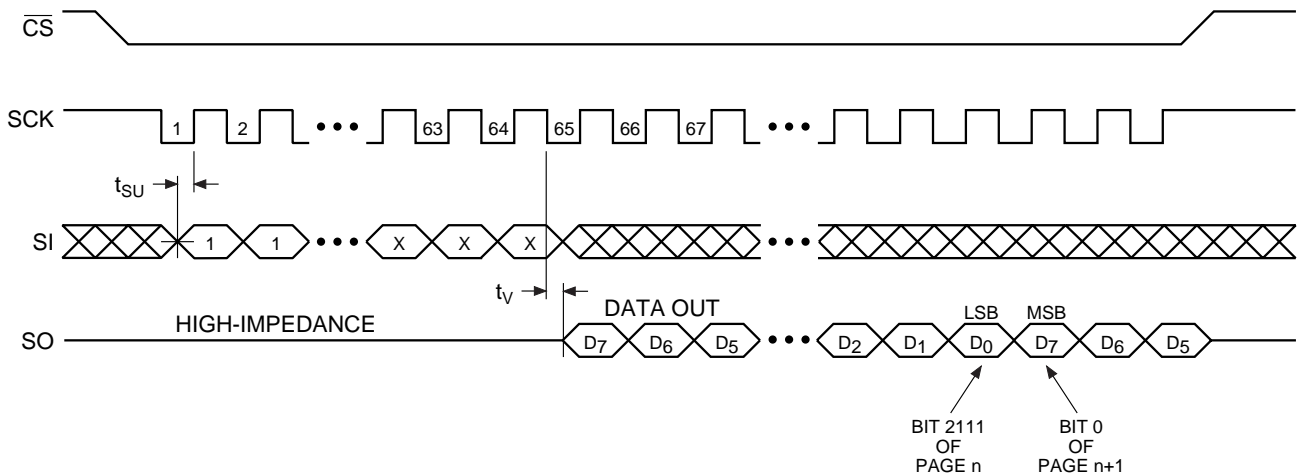 CS
SCK 1 2 • • • 63 64 65 66 67 • • •
tSU
SI 1 1 • • • X X X • • •
tV
HIGH-IMPEDANCE DATA OUT LSB MSB
SO D7 D6 D5 • • • D2 D1 D0 D7 D6 D5
BIT 2111
OF
PAGE n
BIT 0
OF
PAGE n+1